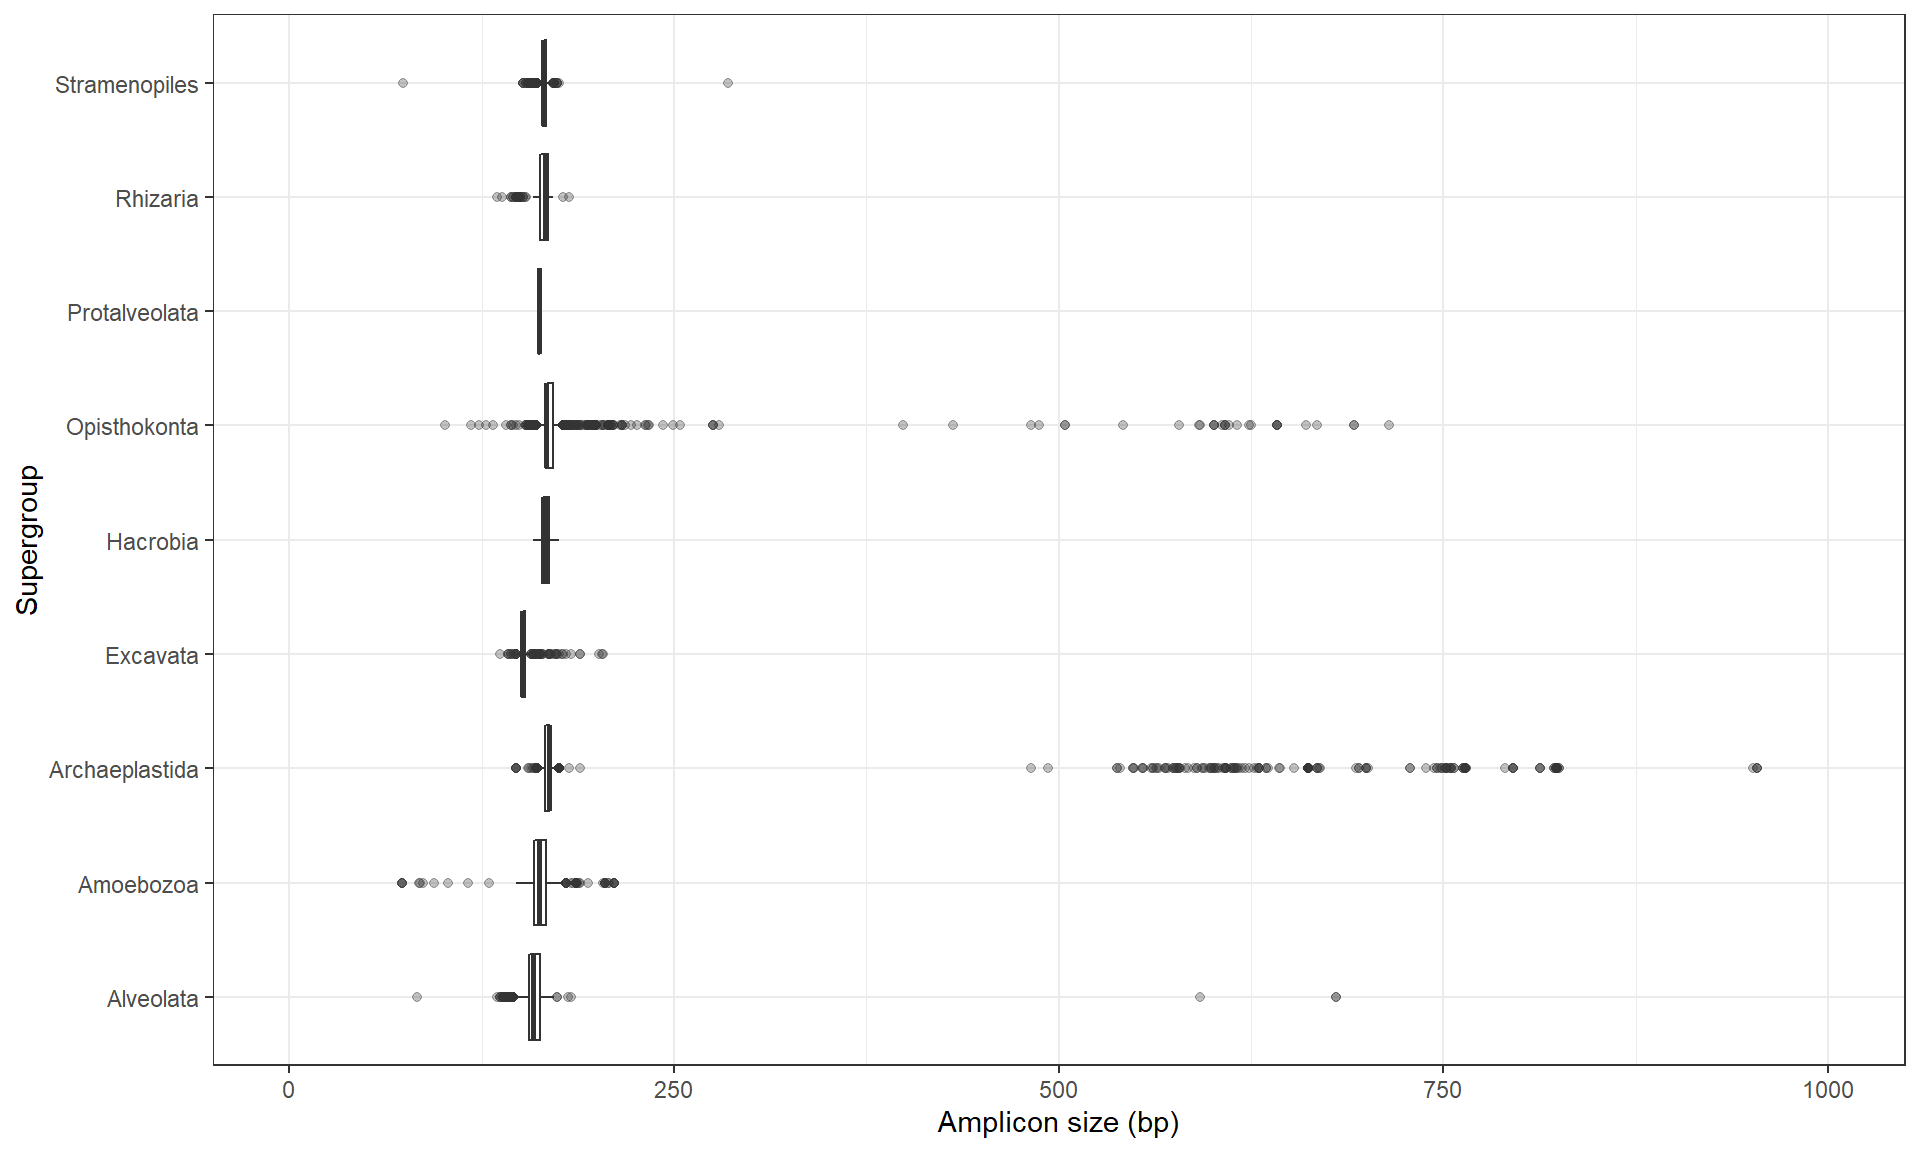 Supergroup
Stramenopiles
Rhizaria
Protalveolata
Opisthokonta
Hacrobia
Excavata
Archaeplastida
Amoebozoa
Alveolata
0 250 500 750 1000
Amplicon size (bp)